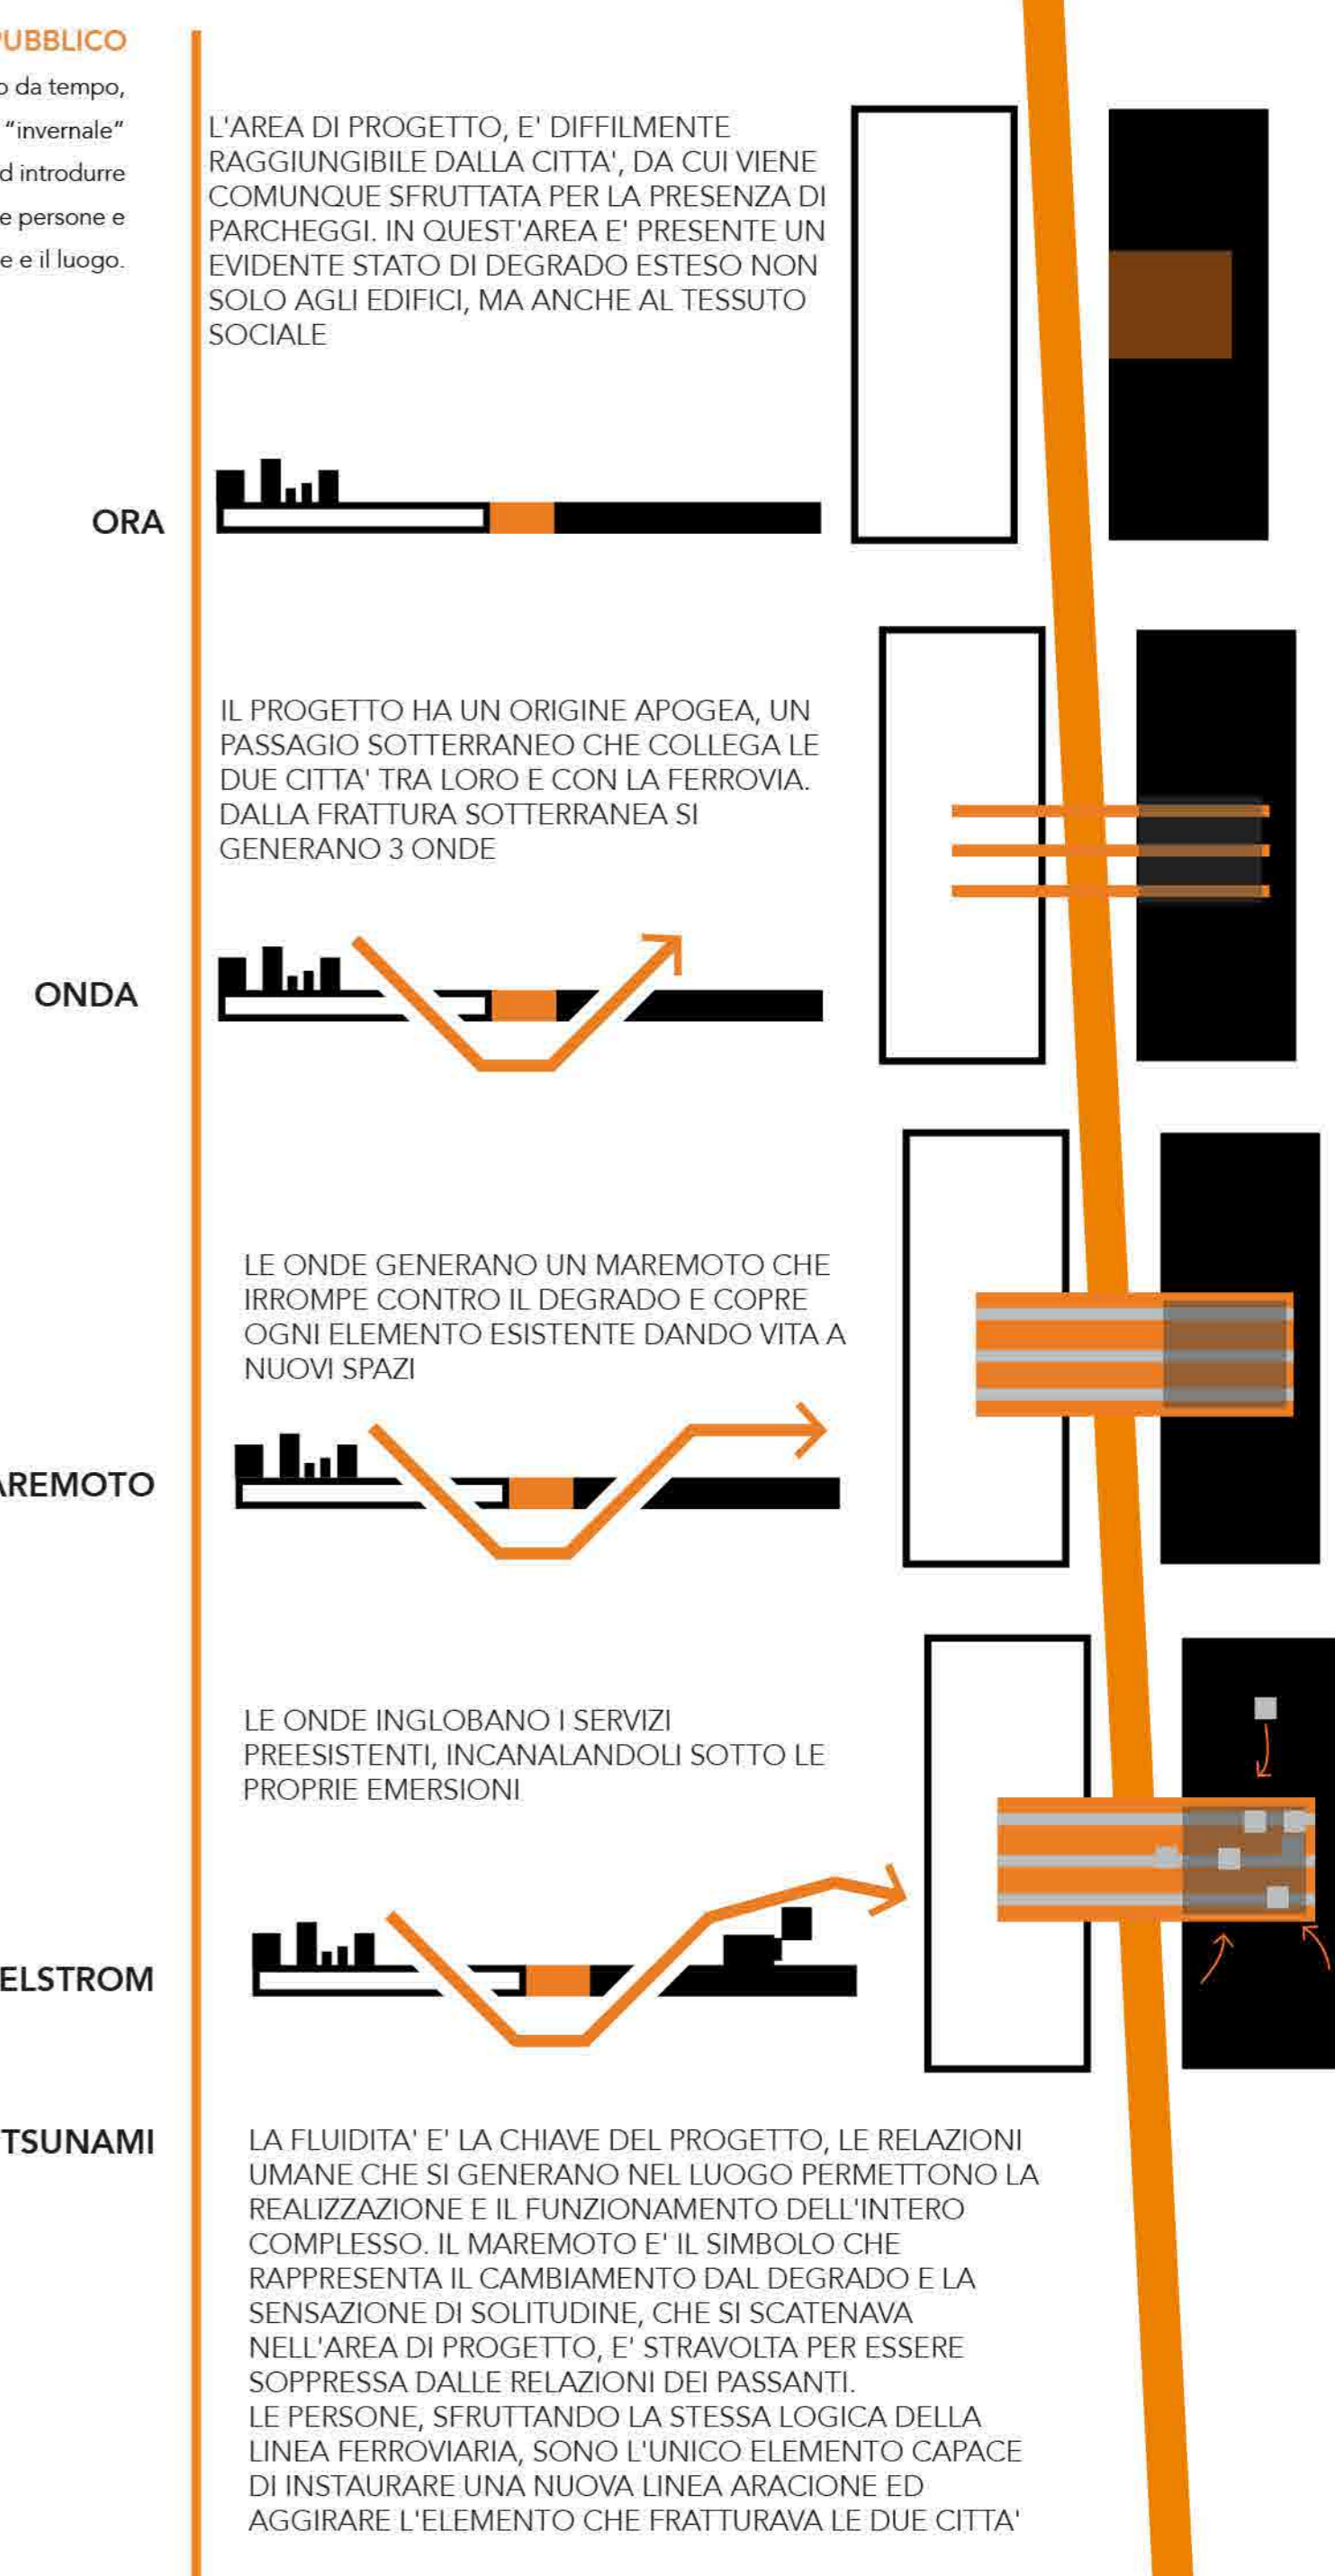 PUBBLICO
da tempo,
“invernale”
introdurre
e persone e
e il luogo.
L'AREA DI PROGETTO, E' DIFFILMENTE
RAGGIUNGIBILE DALLA CITTA', DA CUI VIENE
COMUNQUE SFRUTTATA PER LA PRESENZA DI
PARCHEGGI. IN QUEST'AREA E' PRESENTE UN
EVIDENTE STATO DI DEGRADO ESTESO NON
SOLO AGLI EDIFICI, MA ANCHE AL TESSUTO
SOCIALE
ORA
IL PROGETTO HA UN ORIGINE APOGEA, UN
PASSAGIO SOTTERRANEO CHE COLLEGA LE
DUE CITTA' TRA LORO E CON LA FERROVIA.
DALLA FRATTURA SOTTERRANEA SI
GENERANO 3 ONDE
ONDA
LE ONDE GENERANO UN MAREMOTO CHE
IRROMPE CONTRO IL DEGRADO E COPRE
OGNI ELEMENTO ESISTENTE DANDO VITA A
NUOVI SPAZI
AREMOTO
LE ONDE INGLOBANO I SERVIZI
PREESISTENTI, INCANALANDOLI SOTTO LE
PROPRIE EMERSIONI
ELSTROM
TSUNAMI
LA FLUIDITA' E' LA CHIAVE DEL PROGETTO, LE RELAZIONI
UMANE CHE SI GENERANO NEL LUOGO PERMETTONO LA
REALIZZAZIONE E IL FUNZIONAMENTO DELL'INTERO
COMPLESSO. IL MAREMOTO E' IL SIMBOLO CHE
RAPPRESENTA IL CAMBIAMENTO DAL DEGRADO E LA
SENSAZIONE DI SOLITUDINE, CHE SI SCATENAVA
NELL'AREA DI PROGETTO, E' STRAVOLTA PER ESSERE
SOPPRESSA DALLE RELAZIONI DEI PASSANTI.
LE PERSONE, SFRUTTANDO LA STESSA LOGICA DELLA
LINEA FERROVIARIA, SONO L'UNICO ELEMENTO CAPACE
DI INSTAURARE UNA NUOVA LINEA ARACIONE ED
AGGIRARE L'ELEMENTO CHE FRATTURAVA LE DUE CITTA'